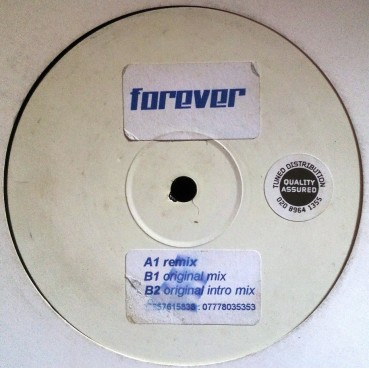 forever
TUNED DISTRIBUTION
QUALITY
ASSURED
020 8964 1355
A1 remix
B1 original mix
B2 original intro mix
: 07778035353